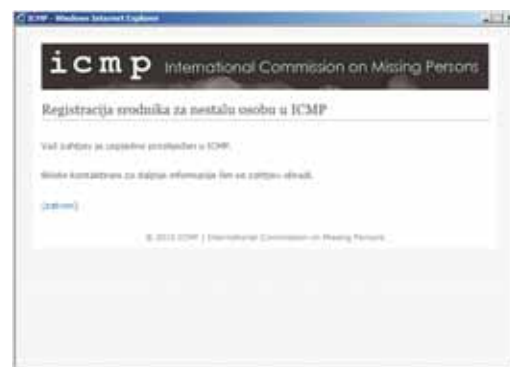 ICMP - Windows Internet Explorer
icmp International Commission on Missing Persons
Registracija srodnika za nestalu osobu u ICMP
Vaš zahtjev je uspješno proslijeđen u ICMP.
Bićete kontaktirani za daljnje informacije čim se zahtjev obradi.
(zatvori)
© 2010 ICMP | International Commission on Missing Persons